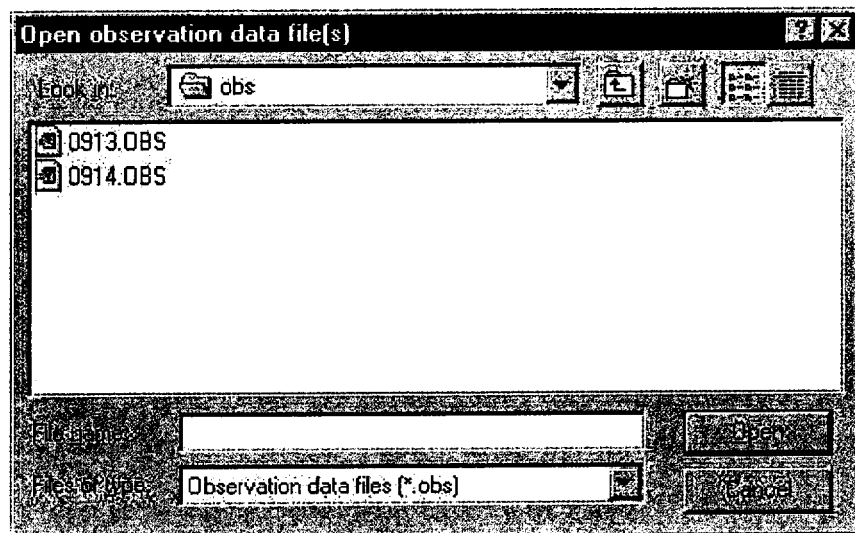 Open observation data file(s)
Look in: obs
0913.OBS
0914.OBS
File name:
Open
Files of type: Observation data files (*.obs)
Cancel